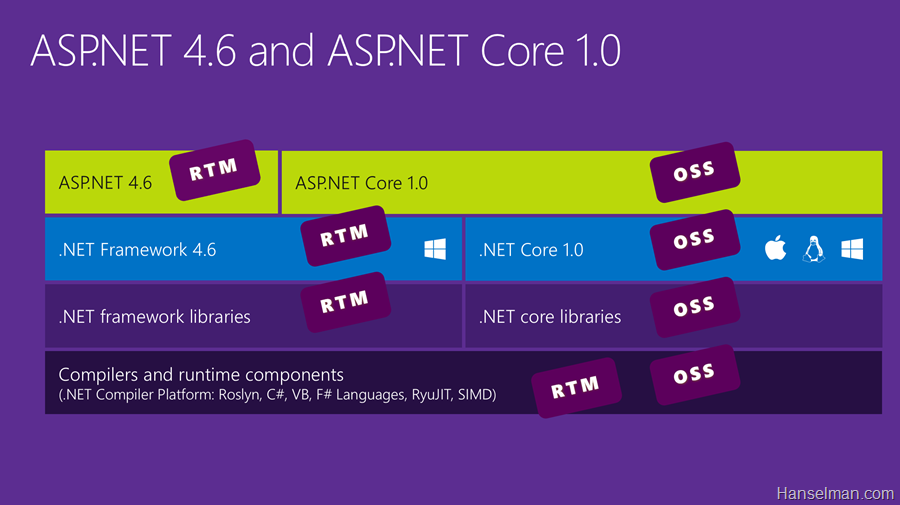 ASP.NET 4.6 and ASP.NET Core 1.0
ASP.NET 4.6
RTM
ASP.NET Core 1.0
OSS
.NET Framework 4.6
RTM
.NET Core 1.0
OSS
.NET framework libraries
RTM
.NET core libraries
OSS
Compilers and runtime components
(.NET Compiler Platform: Roslyn, C#, VB, F# Languages, RyuJIT, SIMD)
RTM
OSS
Hanselman.com